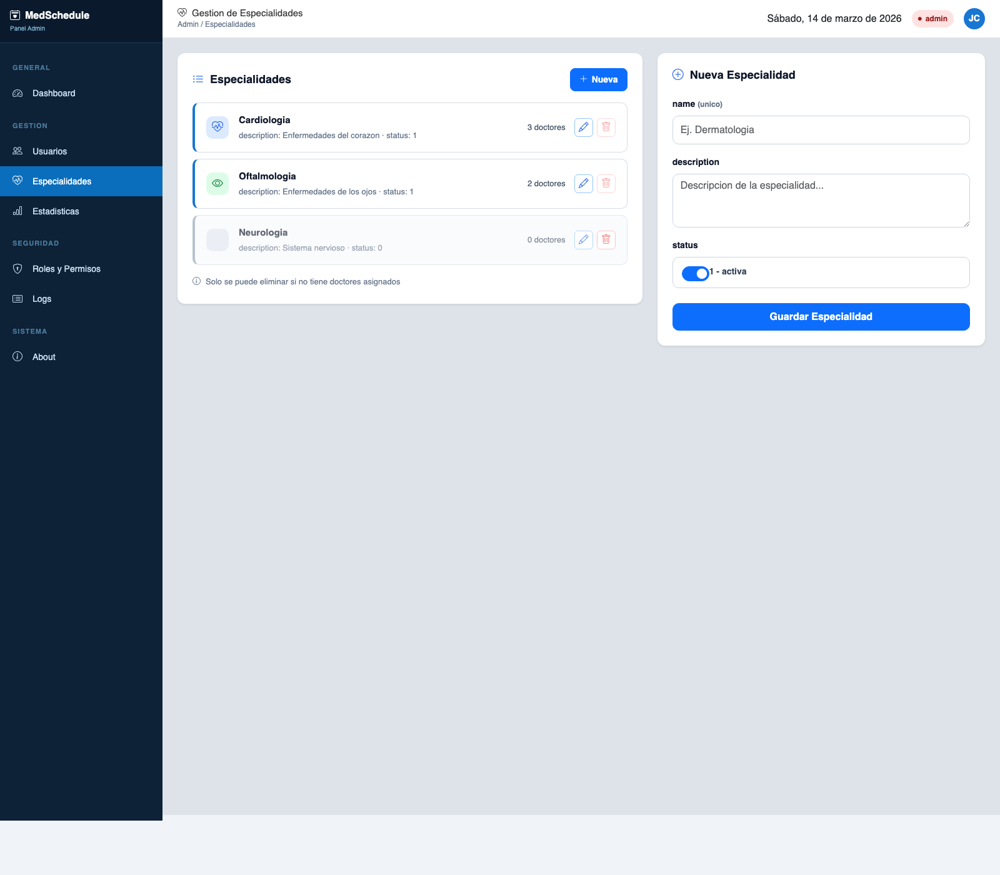 MedSchedule
Panel Admin
GENERAL
Dashboard
GESTION
Usuarios
Especialidades
Estadisticas
SEGURIDAD
Roles y Permisos
Logs
SISTEMA
About
Gestion de Especialidades
Admin / Especialidades
Sábado, 14 de marzo de 2026
admin
JC
Especialidades
+ Nueva
Cardiologia
description: Enfermedades del corazon · status: 1
3 doctores
Oftalmologia
description: Enfermedades de los ojos · status: 1
2 doctores
Neurologia
description: Sistema nervioso · status: 0
0 doctores
Solo se puede eliminar si no tiene doctores asignados
Nueva Especialidad
name (unico)
Ej. Dermatologia
description
Descripcion de la especialidad...
status
1 - activa
Guardar Especialidad